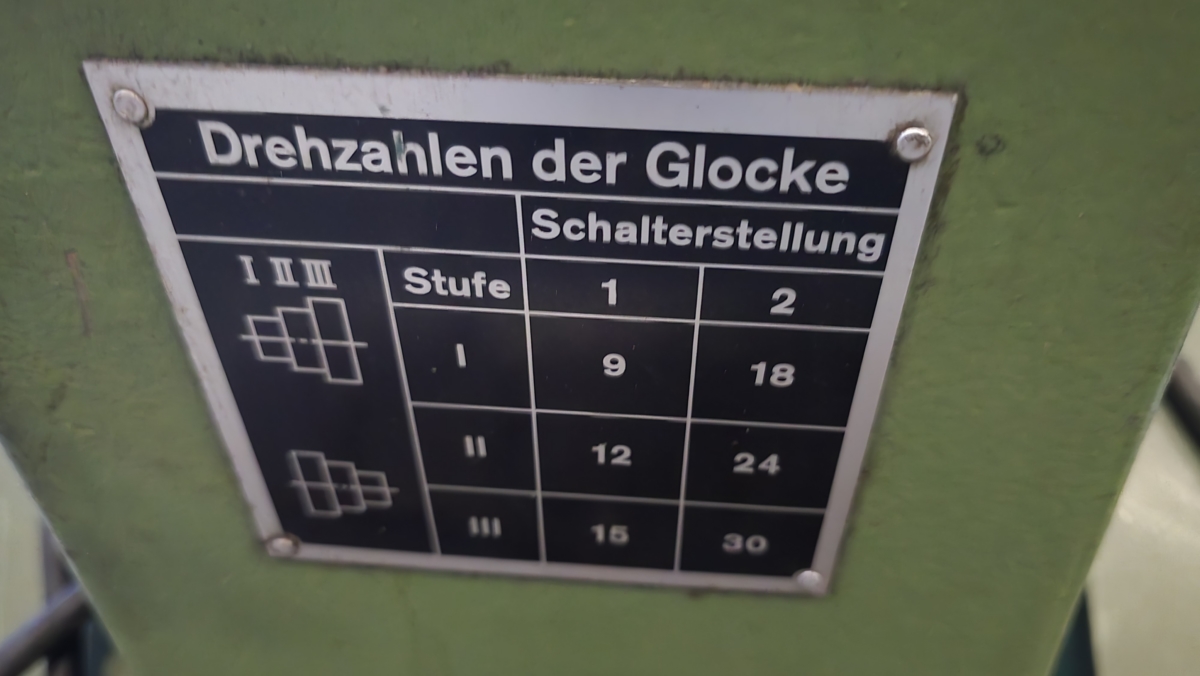 Drehzahlen der Glocke
Schalterstellung
I II III
Stufe 1 2
I 9 18
II 12 24
III 15 30